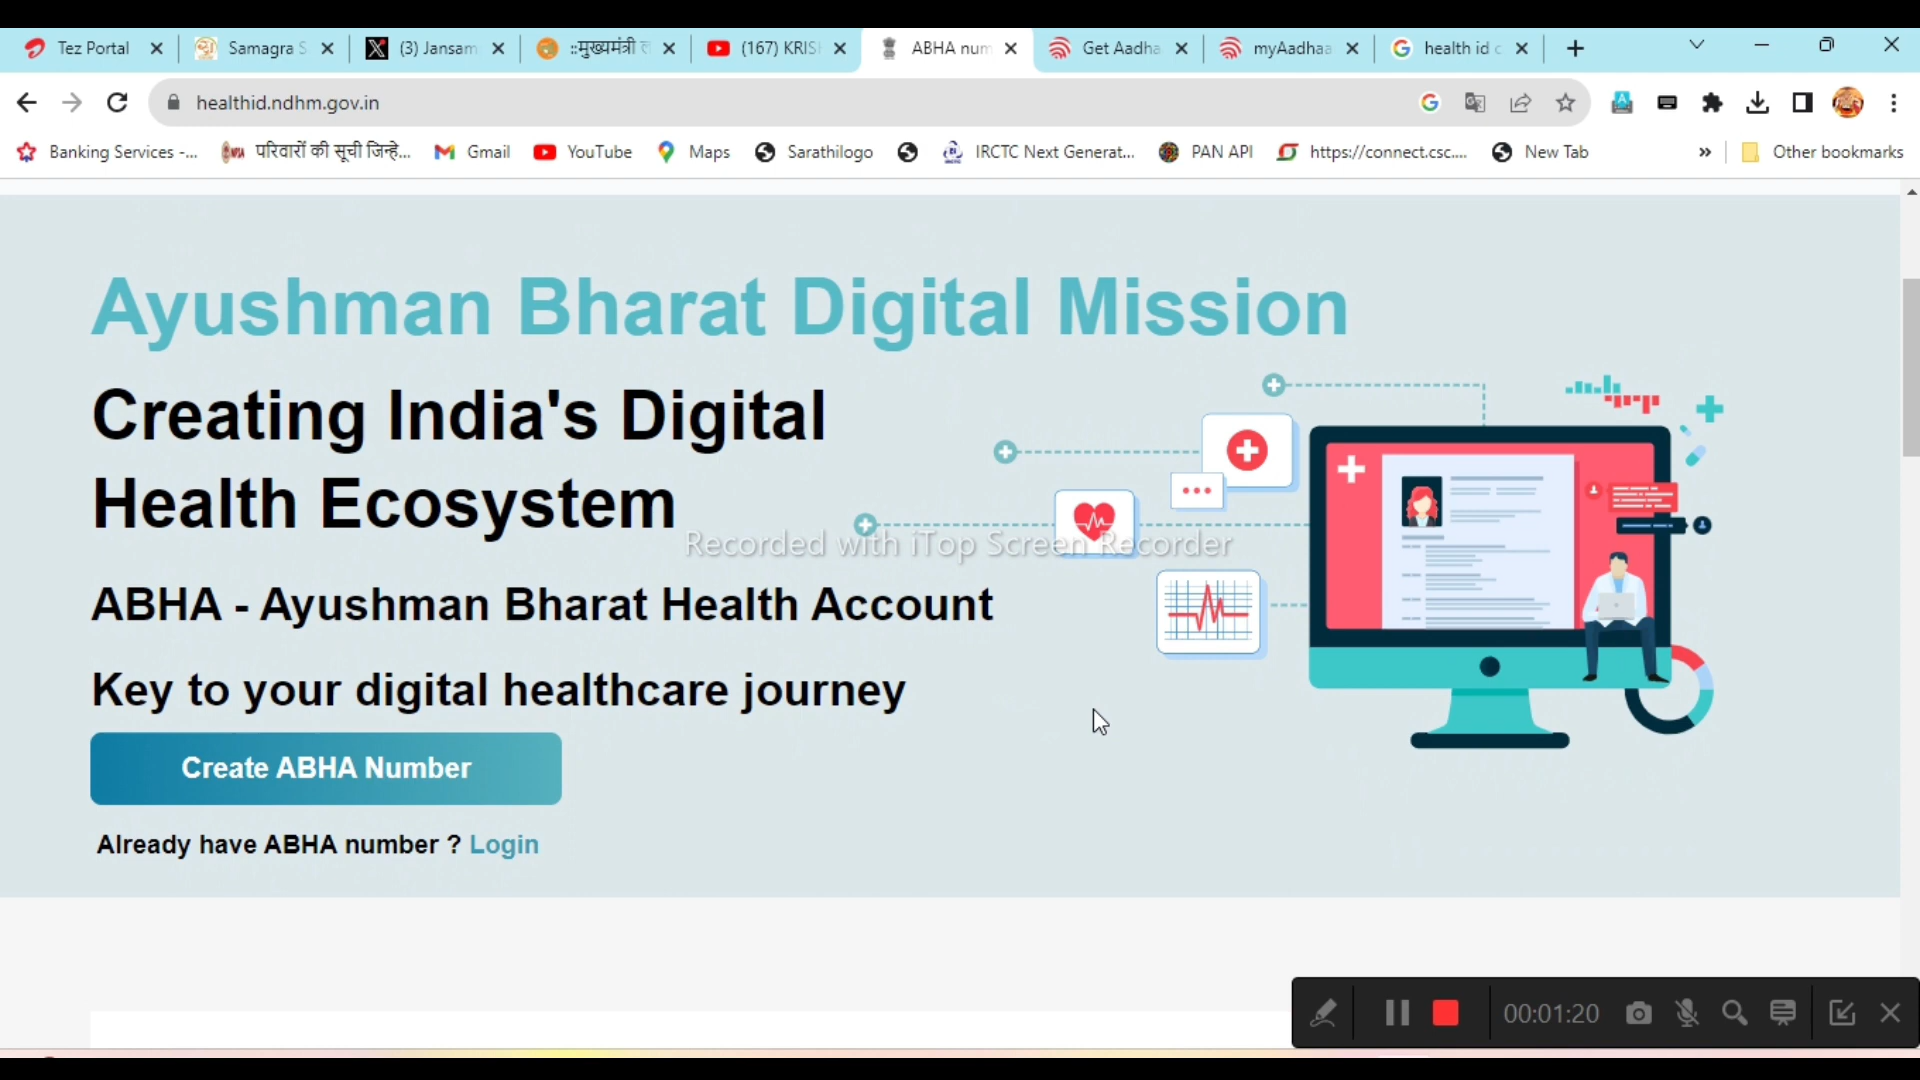 Tez Portal
Samagra S
(3) Jansam
::मुख्यमंत्री ल
(167) KRIS
ABHA num
Get Aadha
myAadhaa
health id c
healthid.ndhm.gov.in
Banking Services -...
परिवारों की सूची जिन्हे...
Gmail
YouTube
Maps
Sarathilogo
IRCTC Next Generat...
PAN API
https://connect.csc....
New Tab
»
Other bookmarks
Ayushman Bharat Digital Mission
Creating India's Digital
Health Ecosystem
Recorded with iTop Screen Recorder
ABHA - Ayushman Bharat Health Account
Key to your digital healthcare journey
Create ABHA Number
Already have ABHA number ? Login
00:01:20